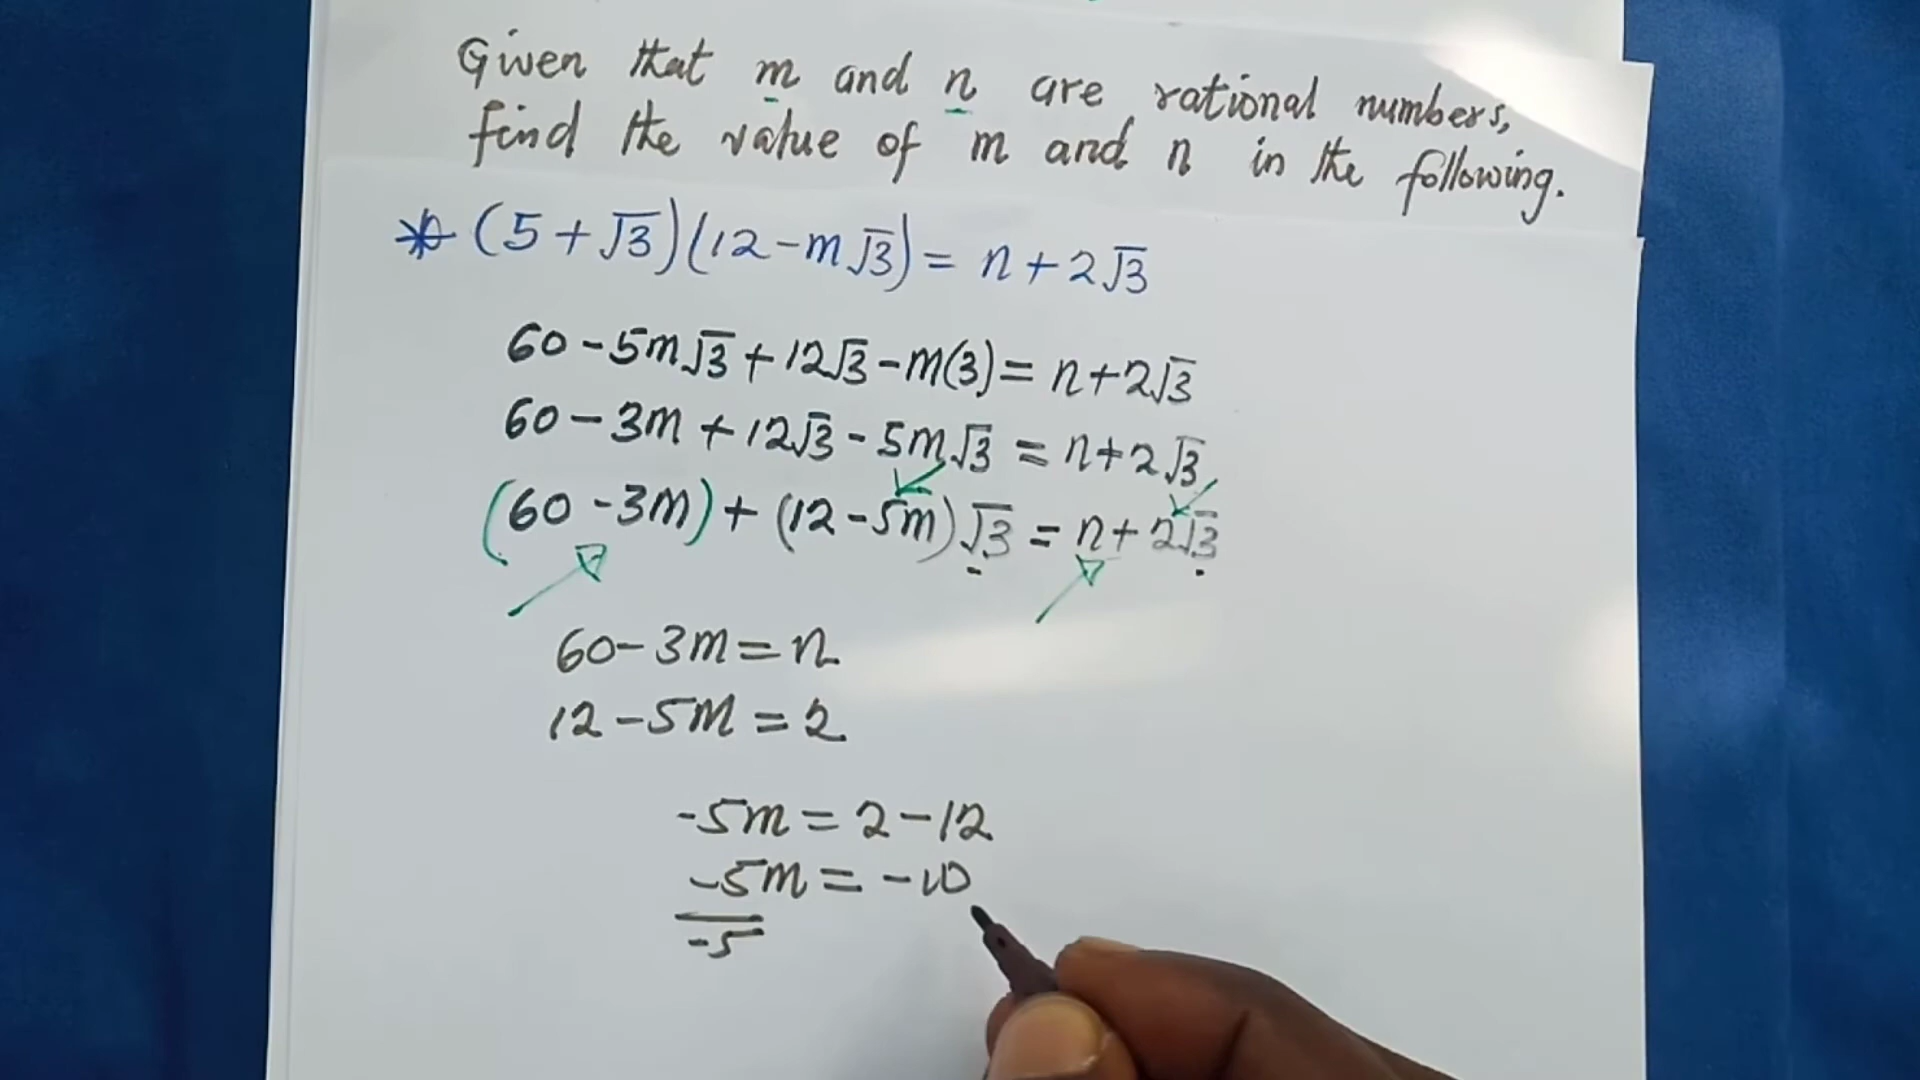 Given that m and n are rational numbers,
find the value of m and n in the following.
* (5+√3)(12-m√3) = n+2√3
60-5m√3+12√3-m(3) = n+2√3
60-3m+12√3-5m√3 = n+2√3
(60-3m)+(12-5m)√3 = n+2√3
60-3m=n
12-5m=2
-5m=2-12
-5m=-10
-5